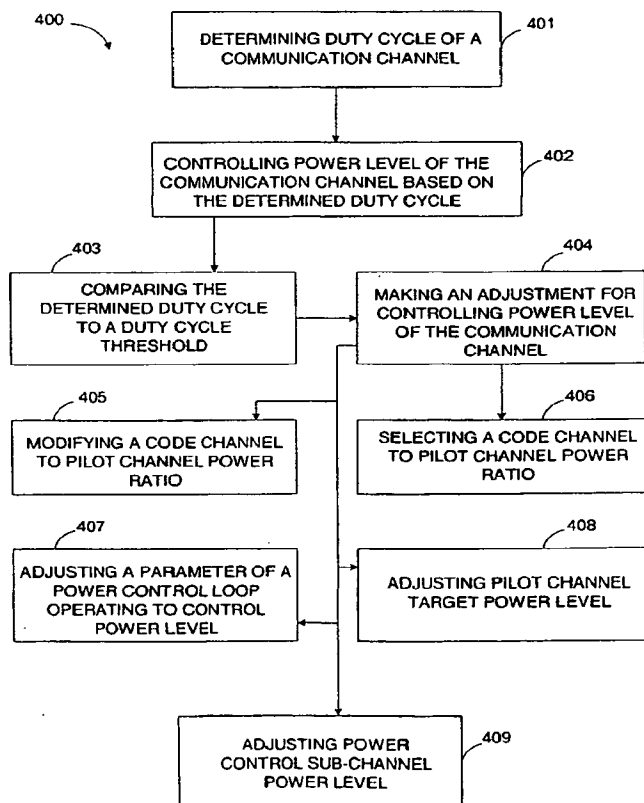 400
401
DETERMINING DUTY CYCLE OF A
COMMUNICATION CHANNEL
402
CONTROLLING POWER LEVEL OF THE
COMMUNICATION CHANNEL BASED ON
THE DETERMINED DUTY CYCLE
403
COMPARING THE
DETERMINED DUTY CYCLE
TO A DUTY CYCLE
THRESHOLD
404
MAKING AN ADJUSTMENT FOR
CONTROLLING POWER LEVEL
OF THE COMMUNICATION
CHANNEL
405
MODIFYING A CODE CHANNEL
TO PILOT CHANNEL POWER
RATIO
406
SELECTING A CODE CHANNEL
TO PILOT CHANNEL POWER
RATIO
407
ADJUSTING A PARAMETER OF A
POWER CONTROL LOOP
OPERATING TO CONTROL
POWER LEVEL
408
ADJUSTING PILOT CHANNEL
TARGET POWER LEVEL
409
ADJUSTING POWER
CONTROL SUB-CHANNEL
POWER LEVEL